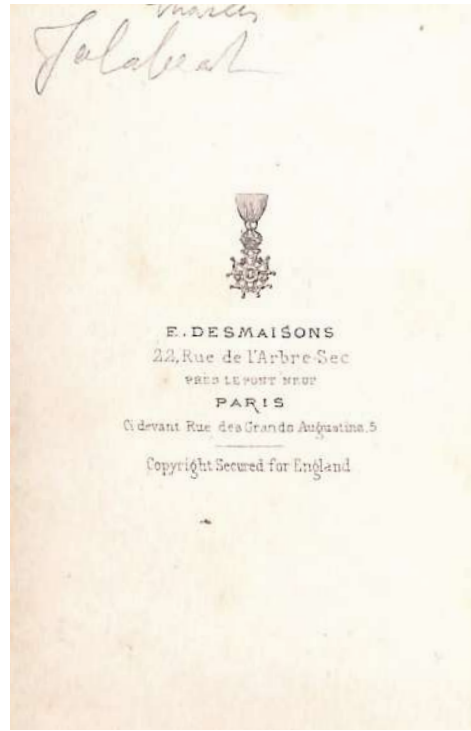 Jalabert
E. DESMAISONS
22, Rue de l'Arbre-Sec
PRÈS LE PONT NEUF
PARIS
Ci devant Rue des Grands Augustins, 5
Copyright Secured for England